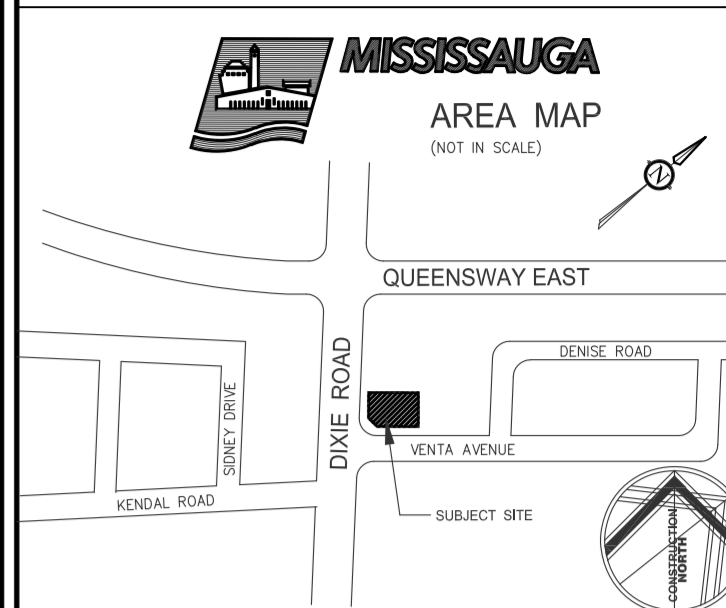 MISSISSAUGA
AREA MAP
(NOT IN SCALE)
N
QUEENSWAY EAST
DENISE ROAD
DIXIE ROAD
SIDNEY DRIVE
VENTA AVENUE
KENDAL ROAD
SUBJECT SITE
CONSTRUCTION
NORTH